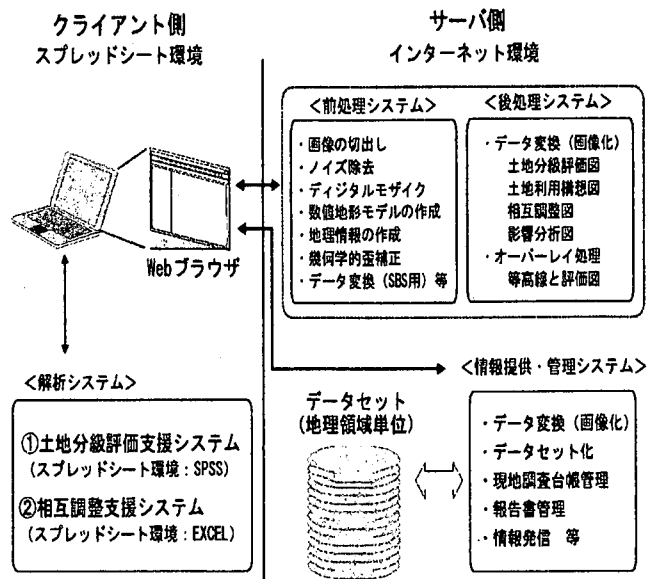 クライアント側
スプレッドシート環境
サーバ側
インターネット環境
Webブラウザ
＜前処理システム＞
・画像の切出し
・ノイズ除去
・ディジタルモザイク
・数値地形モデルの作成
・地理情報の作成
・幾何学的歪補正
・データ変換（SBS用）等
＜後処理システム＞
・データ変換（画像化）
土地分級評価図
土地利用構想図
相互調整図
影響分析図
・オーバーレイ処理
等高線と評価図
＜解析システム＞
①土地分級評価支援システム
（スプレッドシート環境：SPSS）
②相互調整支援システム
（スプレッドシート環境：EXCEL）
データセット
（地理領域単位）
＜情報提供・管理システム＞
・データ変換（画像化）
・データセット化
・現地調査台帳管理
・報告書管理
・情報発信　等